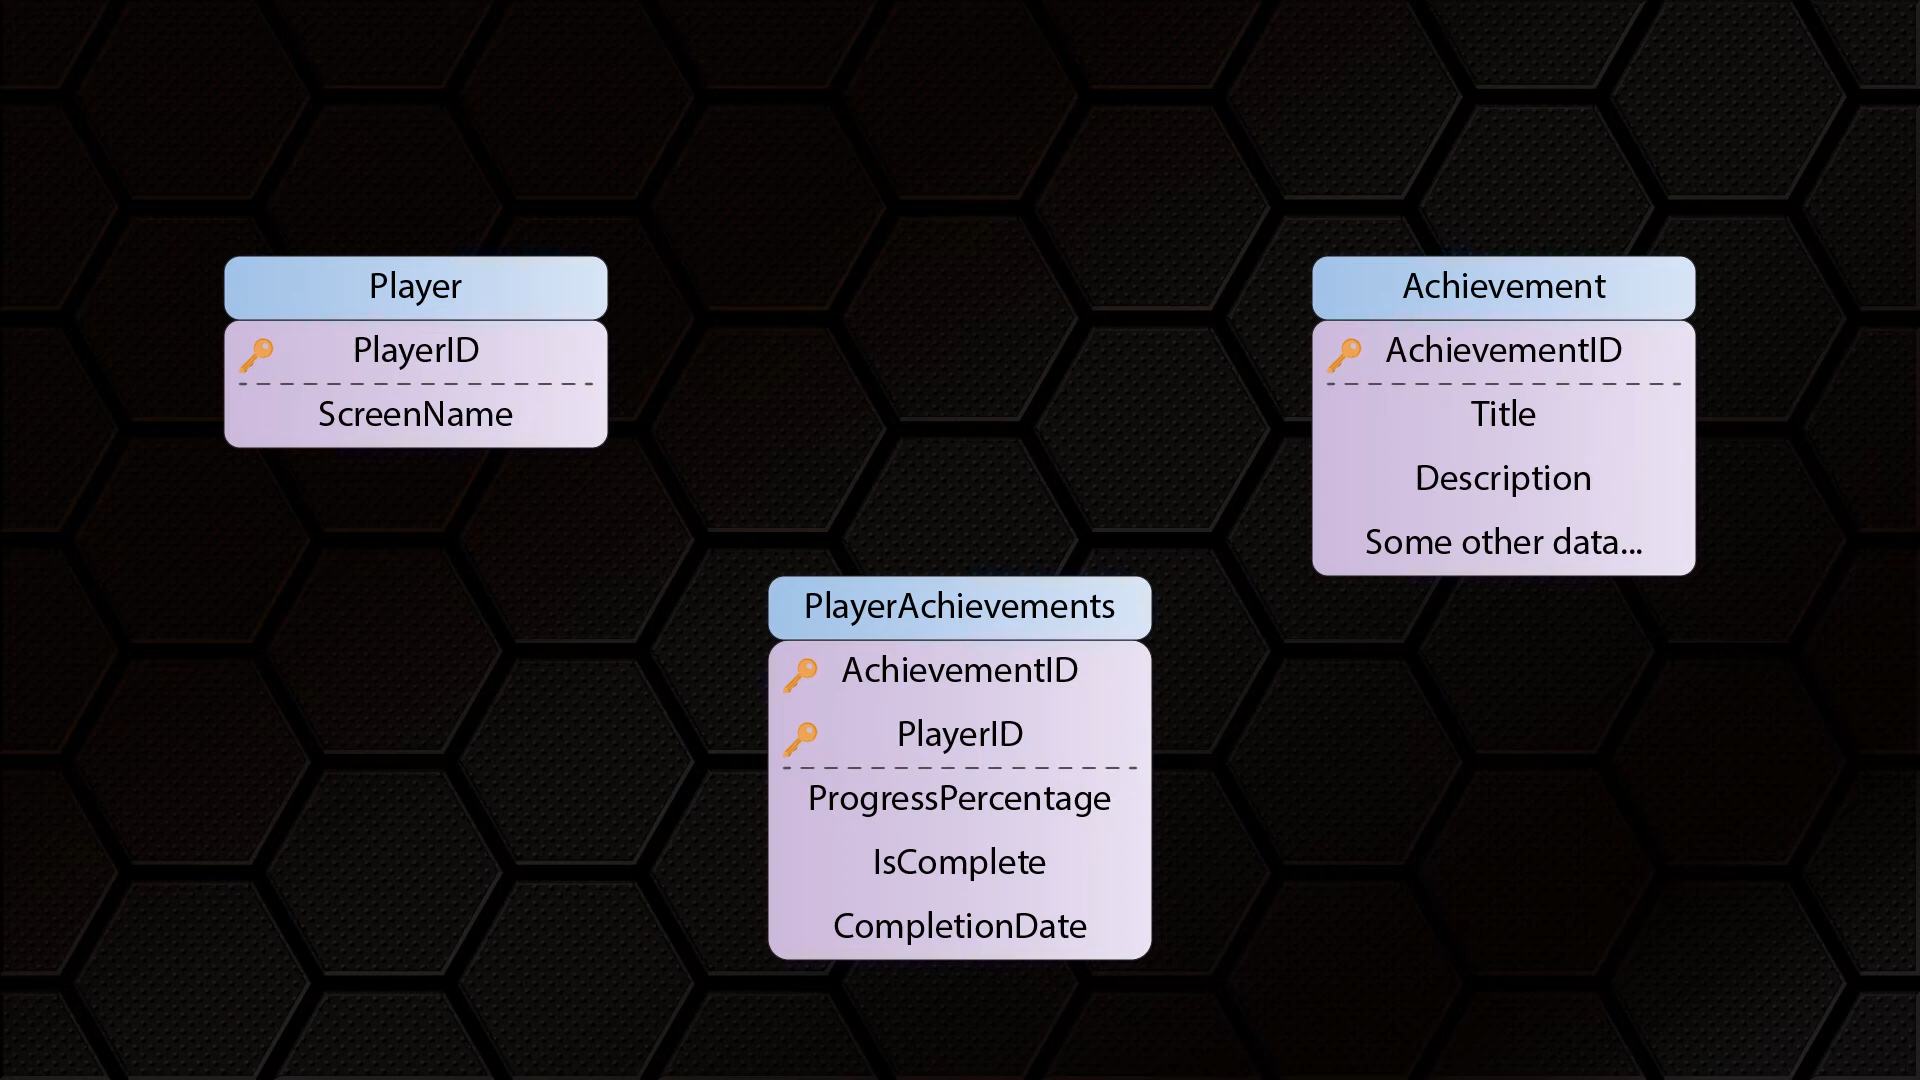 Player
PlayerID
ScreenName
Achievement
AchievementID
Title
Description
Some other data...
PlayerAchievements
AchievementID
PlayerID
ProgressPercentage
IsComplete
CompletionDate